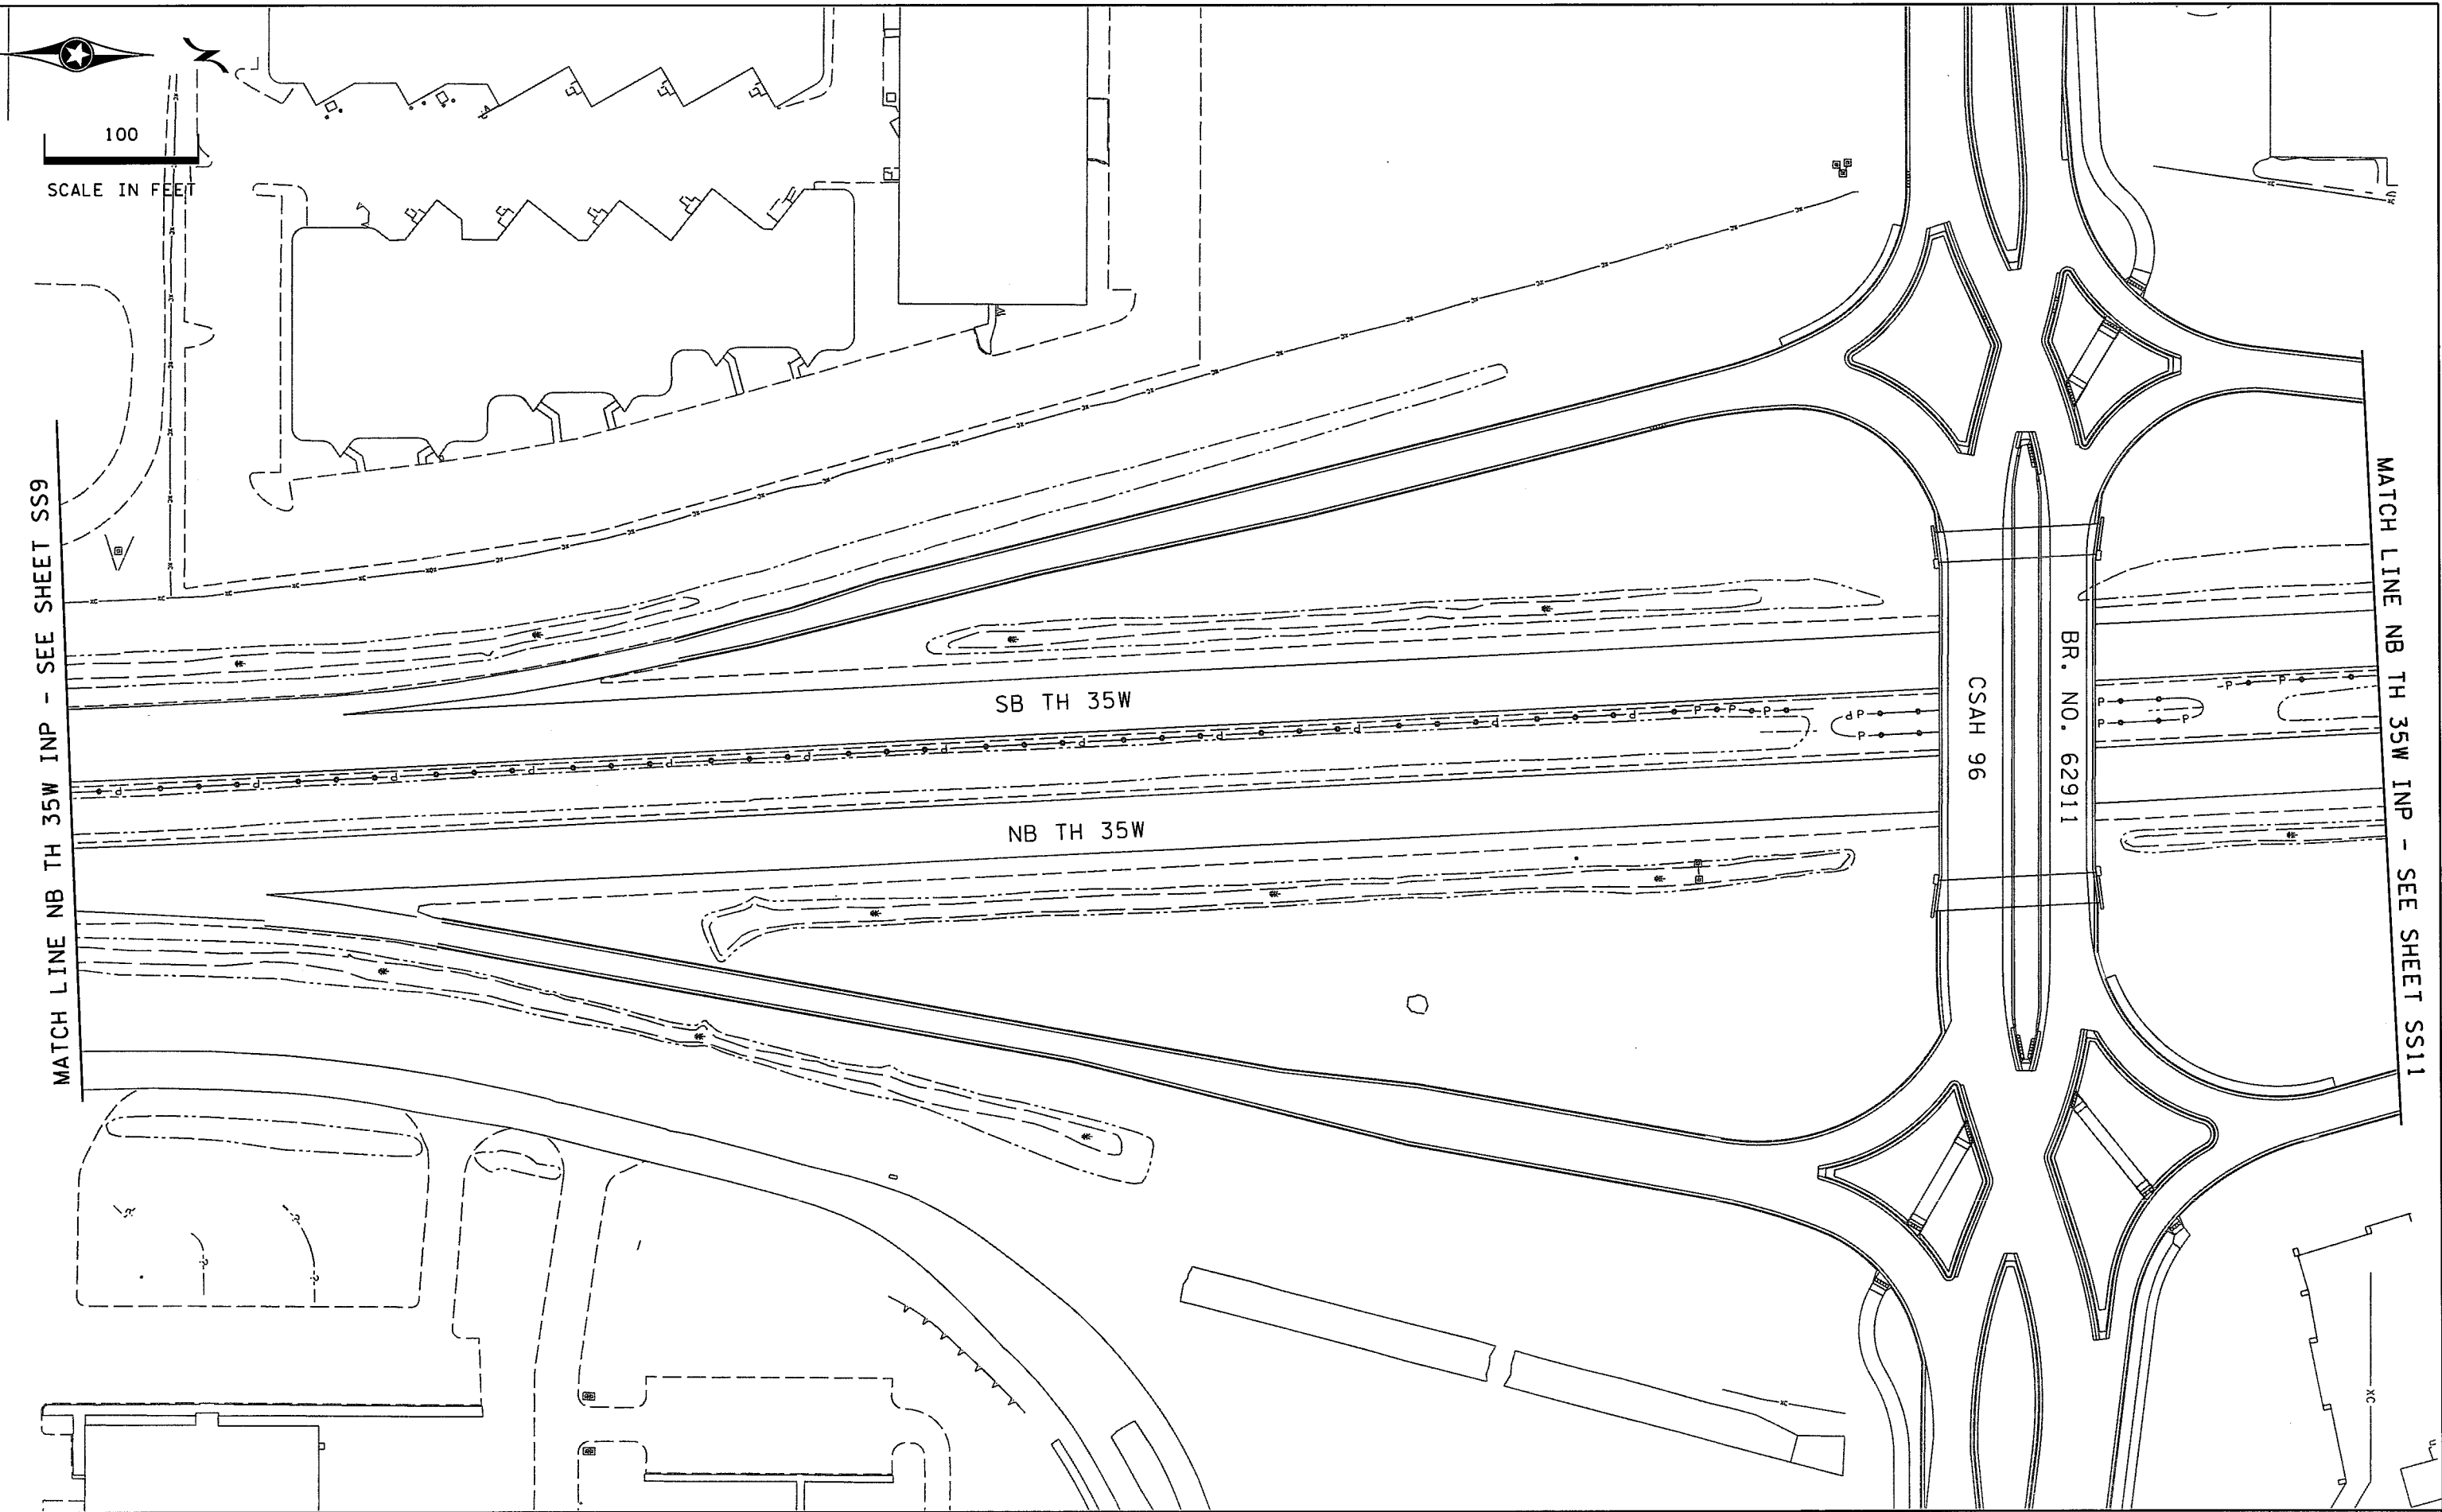 N
100
SCALE IN FEET
MATCH LINE NB TH 35W INP - SEE SHEET SS9
SB TH 35W
NB TH 35W
CSAH 96
BR. NO. 62911
MATCH LINE NB TH 35W INP - SEE SHEET SS11
XC